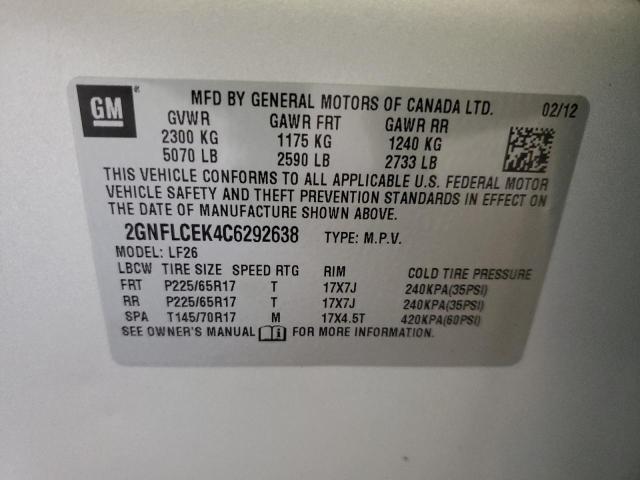 GM
MFD BY GENERAL MOTORS OF CANADA LTD. 02/12
GVWR GAWR FRT GAWR RR
2300 KG 1175 KG 1240 KG
5070 LB 2590 LB 2733 LB
THIS VEHICLE CONFORMS TO ALL APPLICABLE U.S. FEDERAL MOTOR
VEHICLE SAFETY AND THEFT PREVENTION STANDARDS IN EFFECT ON
THE DATE OF MANUFACTURE SHOWN ABOVE.
2GNFLCEK4C6292638 TYPE: M.P.V.
MODEL: LF26
LBCW TIRE SIZE SPEED RTG RIM COLD TIRE PRESSURE
FRT P225/65R17 T 17X7J 240KPA(35PSI)
RR P225/65R17 T 17X7J 240KPA(35PSI)
SPA T145/70R17 M 17X4.5T 420KPA(60PSI)
SEE OWNER'S MANUAL FOR MORE INFORMATION.